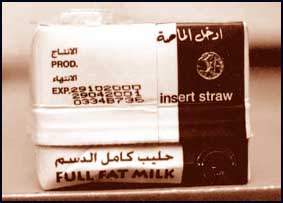 ادخل الماصة
الانتاج
PROD.
الانتهاء
EXP.29102000
29042001
0334B736
insert straw
حليب كامل الدسم
FULL FAT MILK